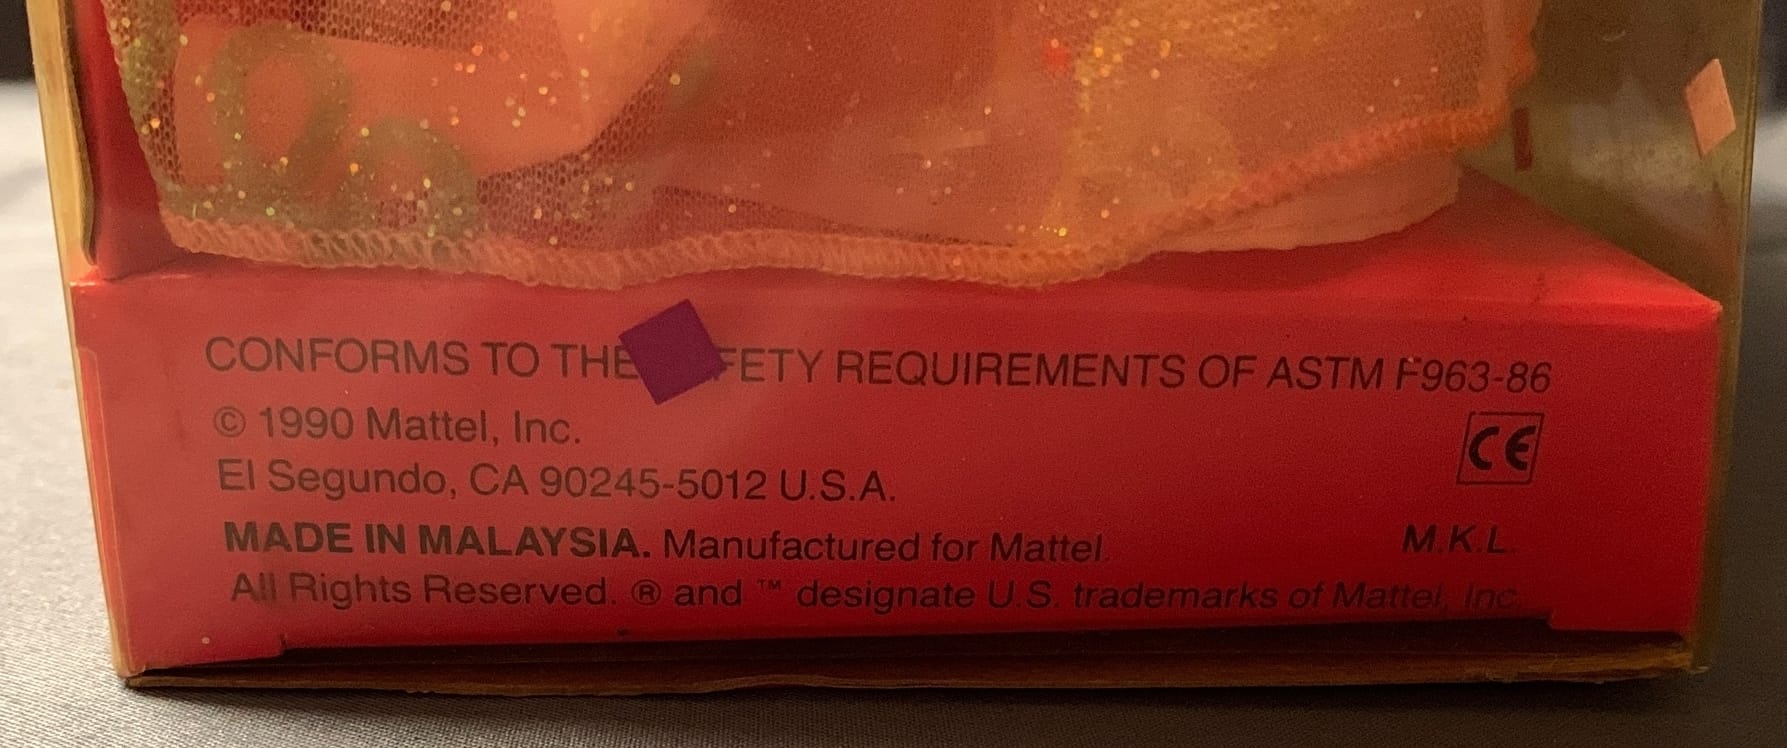 CONFORMS TO THE FETY REQUIREMENTS OF ASTM F963-86
© 1990 Mattel, Inc.
CE
El Segundo, CA 90245-5012 U.S.A.
MADE IN MALAYSIA. Manufactured for Mattel.
M.K.L.
All Rights Reserved. ® and ™ designate U.S. trademarks of Mattel, Inc.